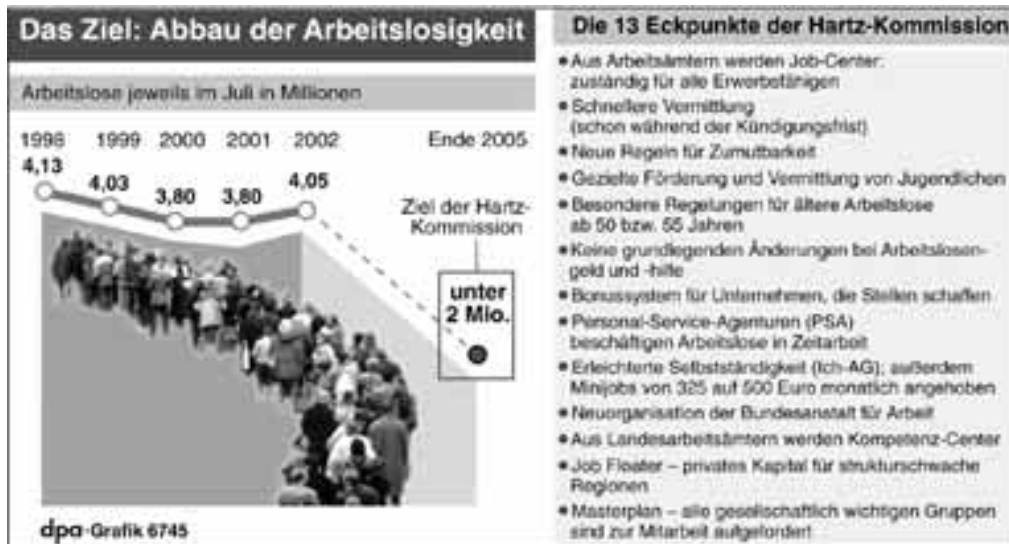 Das Ziel: Abbau der Arbeitslosigkeit
Arbeitslose jeweils im Juli in Millionen
1998 1999 2000 2001 2002 Ende 2005
4,13
4,03
3,80
3,80
4,05
Ziel der Hartz-
Kommission
unter
2 Mio.
dpa-Grafik 6745
Die 13 Eckpunkte der Hartz-Kommission
• Aus Arbeitsämtern werden Job-Center:
zuständig für alle Erwerbsfähigen
• Schnellere Vermittlung
(schon während der Kündigungsfrist)
• Neue Regeln für Zumutbarkeit
• Gezielte Förderung und Vermittlung von Jugendlichen
• Besondere Regelungen für ältere Arbeitslose
ab 50 bzw. 55 Jahren
• Keine grundlegenden Änderungen bei Arbeitslosen-
geld und -hilfe
• Bonussystem für Unternehmen, die Stellen schaffen
• Personal-Service-Agenturen (PSA)
beschäftigen Arbeitslose in Zeitarbeit
• Erleichterte Selbstständigkeit (Ich-AG); außerdem
Minijobs von 325 auf 500 Euro monatlich angehoben
• Neuorganisation der Bundesanstalt für Arbeit
• Aus Landesarbeitsämtern werden Kompetenz-Center
• Job Floater – privates Kapital für strukturschwache
Regionen
• Masterplan – alle gesellschaftlich wichtigen Gruppen
sind zur Mitarbeit aufgefordert